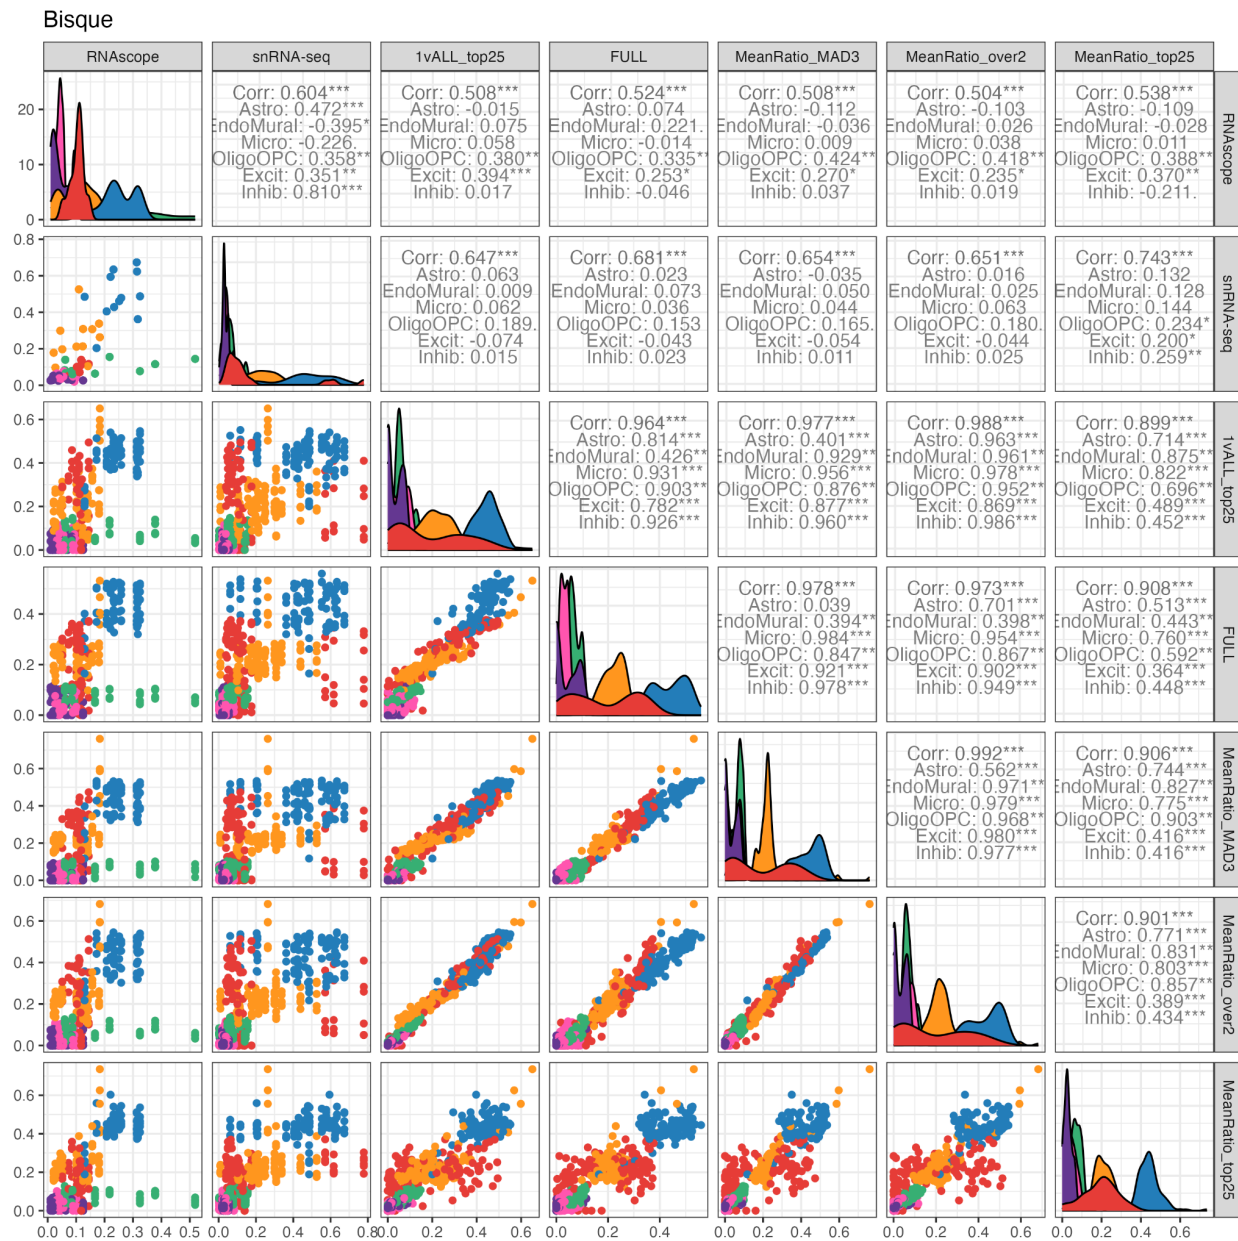 Bisque
RNAscope
snRNA-seq
1vALL_top25
FULL
MeanRatio_MAD3
MeanRatio_over2
MeanRatio_top25
20
10
0
Corr: 0.604***
Astro: 0.472***
EndoMural: -0.395*
Micro: -0.226.
OligoOPC: 0.358**
Excit: 0.351**
Inhib: 0.810***
Corr: 0.508***
Astro: -0.015
EndoMural: 0.075
Micro: 0.058
OligoOPC: 0.380**
Excit: 0.394***
Inhib: 0.017
Corr: 0.524***
Astro: 0.074
EndoMural: 0.221.
Micro: -0.014
OligoOPC: 0.335**
Excit: 0.253*
Inhib: -0.046
Corr: 0.508***
Astro: -0.112
EndoMural: -0.036
Micro: 0.009
OligoOPC: 0.424**
Excit: 0.270*
Inhib: 0.037
Corr: 0.504***
Astro: -0.103
EndoMural: 0.026
Micro: 0.038
OligoOPC: 0.418**
Excit: 0.235*
Inhib: 0.019
Corr: 0.538***
Astro: -0.109
EndoMural: -0.028
Micro: 0.011
OligoOPC: 0.388**
Excit: 0.370**
Inhib: -0.211.
RNAscope
0.8
0.6
0.4
0.2
0.0
Corr: 0.647***
Astro: 0.063
EndoMural: 0.009
Micro: 0.062
OligoOPC: 0.189.
Excit: -0.074
Inhib: 0.015
Corr: 0.681***
Astro: 0.023
EndoMural: 0.073
Micro: 0.036
OligoOPC: 0.153
Excit: -0.043
Inhib: 0.023
Corr: 0.654***
Astro: -0.035
EndoMural: 0.050
Micro: 0.044
OligoOPC: 0.165.
Excit: -0.054
Inhib: 0.011
Corr: 0.651***
Astro: 0.016
EndoMural: 0.025
Micro: 0.063
OligoOPC: 0.180.
Excit: -0.044
Inhib: 0.025
Corr: 0.743***
Astro: 0.132
EndoMural: 0.128
Micro: 0.144
OligoOPC: 0.234*
Excit: 0.200*
Inhib: 0.259**
snRNA-seq
0.6
0.4
0.2
0.0
Corr: 0.964***
Astro: 0.814***
EndoMural: 0.426**
Micro: 0.931***
OligoOPC: 0.903**
Excit: 0.782***
Inhib: 0.926***
Corr: 0.977***
Astro: 0.401***
EndoMural: 0.929**
Micro: 0.956***
OligoOPC: 0.876**
Excit: 0.877***
Inhib: 0.960***
Corr: 0.988***
Astro: 0.963***
EndoMural: 0.961**
Micro: 0.978***
OligoOPC: 0.952**
Excit: 0.869***
Inhib: 0.986***
Corr: 0.899***
Astro: 0.714***
EndoMural: 0.875**
Micro: 0.822***
OligoOPC: 0.696**
Excit: 0.489***
Inhib: 0.452***
1vALL_top25
0.4
0.2
0.0
Corr: 0.978***
Astro: 0.039
EndoMural: 0.394**
Micro: 0.984***
OligoOPC: 0.847**
Excit: 0.921***
Inhib: 0.978***
Corr: 0.973***
Astro: 0.701***
EndoMural: 0.398**
Micro: 0.954***
OligoOPC: 0.867**
Excit: 0.902***
Inhib: 0.949***
Corr: 0.908***
Astro: 0.513***
EndoMural: 0.443**
Micro: 0.760***
OligoOPC: 0.592**
Excit: 0.364***
Inhib: 0.448***
FULL
0.6
0.4
0.2
0.0
Corr: 0.992***
Astro: 0.562***
EndoMural: 0.971**
Micro: 0.979***
OligoOPC: 0.968**
Excit: 0.980***
Inhib: 0.977***
Corr: 0.906***
Astro: 0.744***
EndoMural: 0.827**
Micro: 0.775***
OligoOPC: 0.903**
Excit: 0.416***
Inhib: 0.416***
MeanRatio_MAD3
0.6
0.4
0.2
0.0
Corr: 0.901***
Astro: 0.771***
EndoMural: 0.831**
Micro: 0.803***
OligoOPC: 0.857**
Excit: 0.389***
Inhib: 0.434***
MeanRatio_over2
0.6
0.4
0.2
0.0
MeanRatio_top25
0.0 0.1 0.2 0.3 0.4 0.5
0.0 0.2 0.4 0.6 0.8
0.0 0.2 0.4 0.6
0.0 0.2 0.4
0.0 0.2 0.4 0.6
0.0 0.2 0.4 0.6
0.0 0.2 0.4 0.6